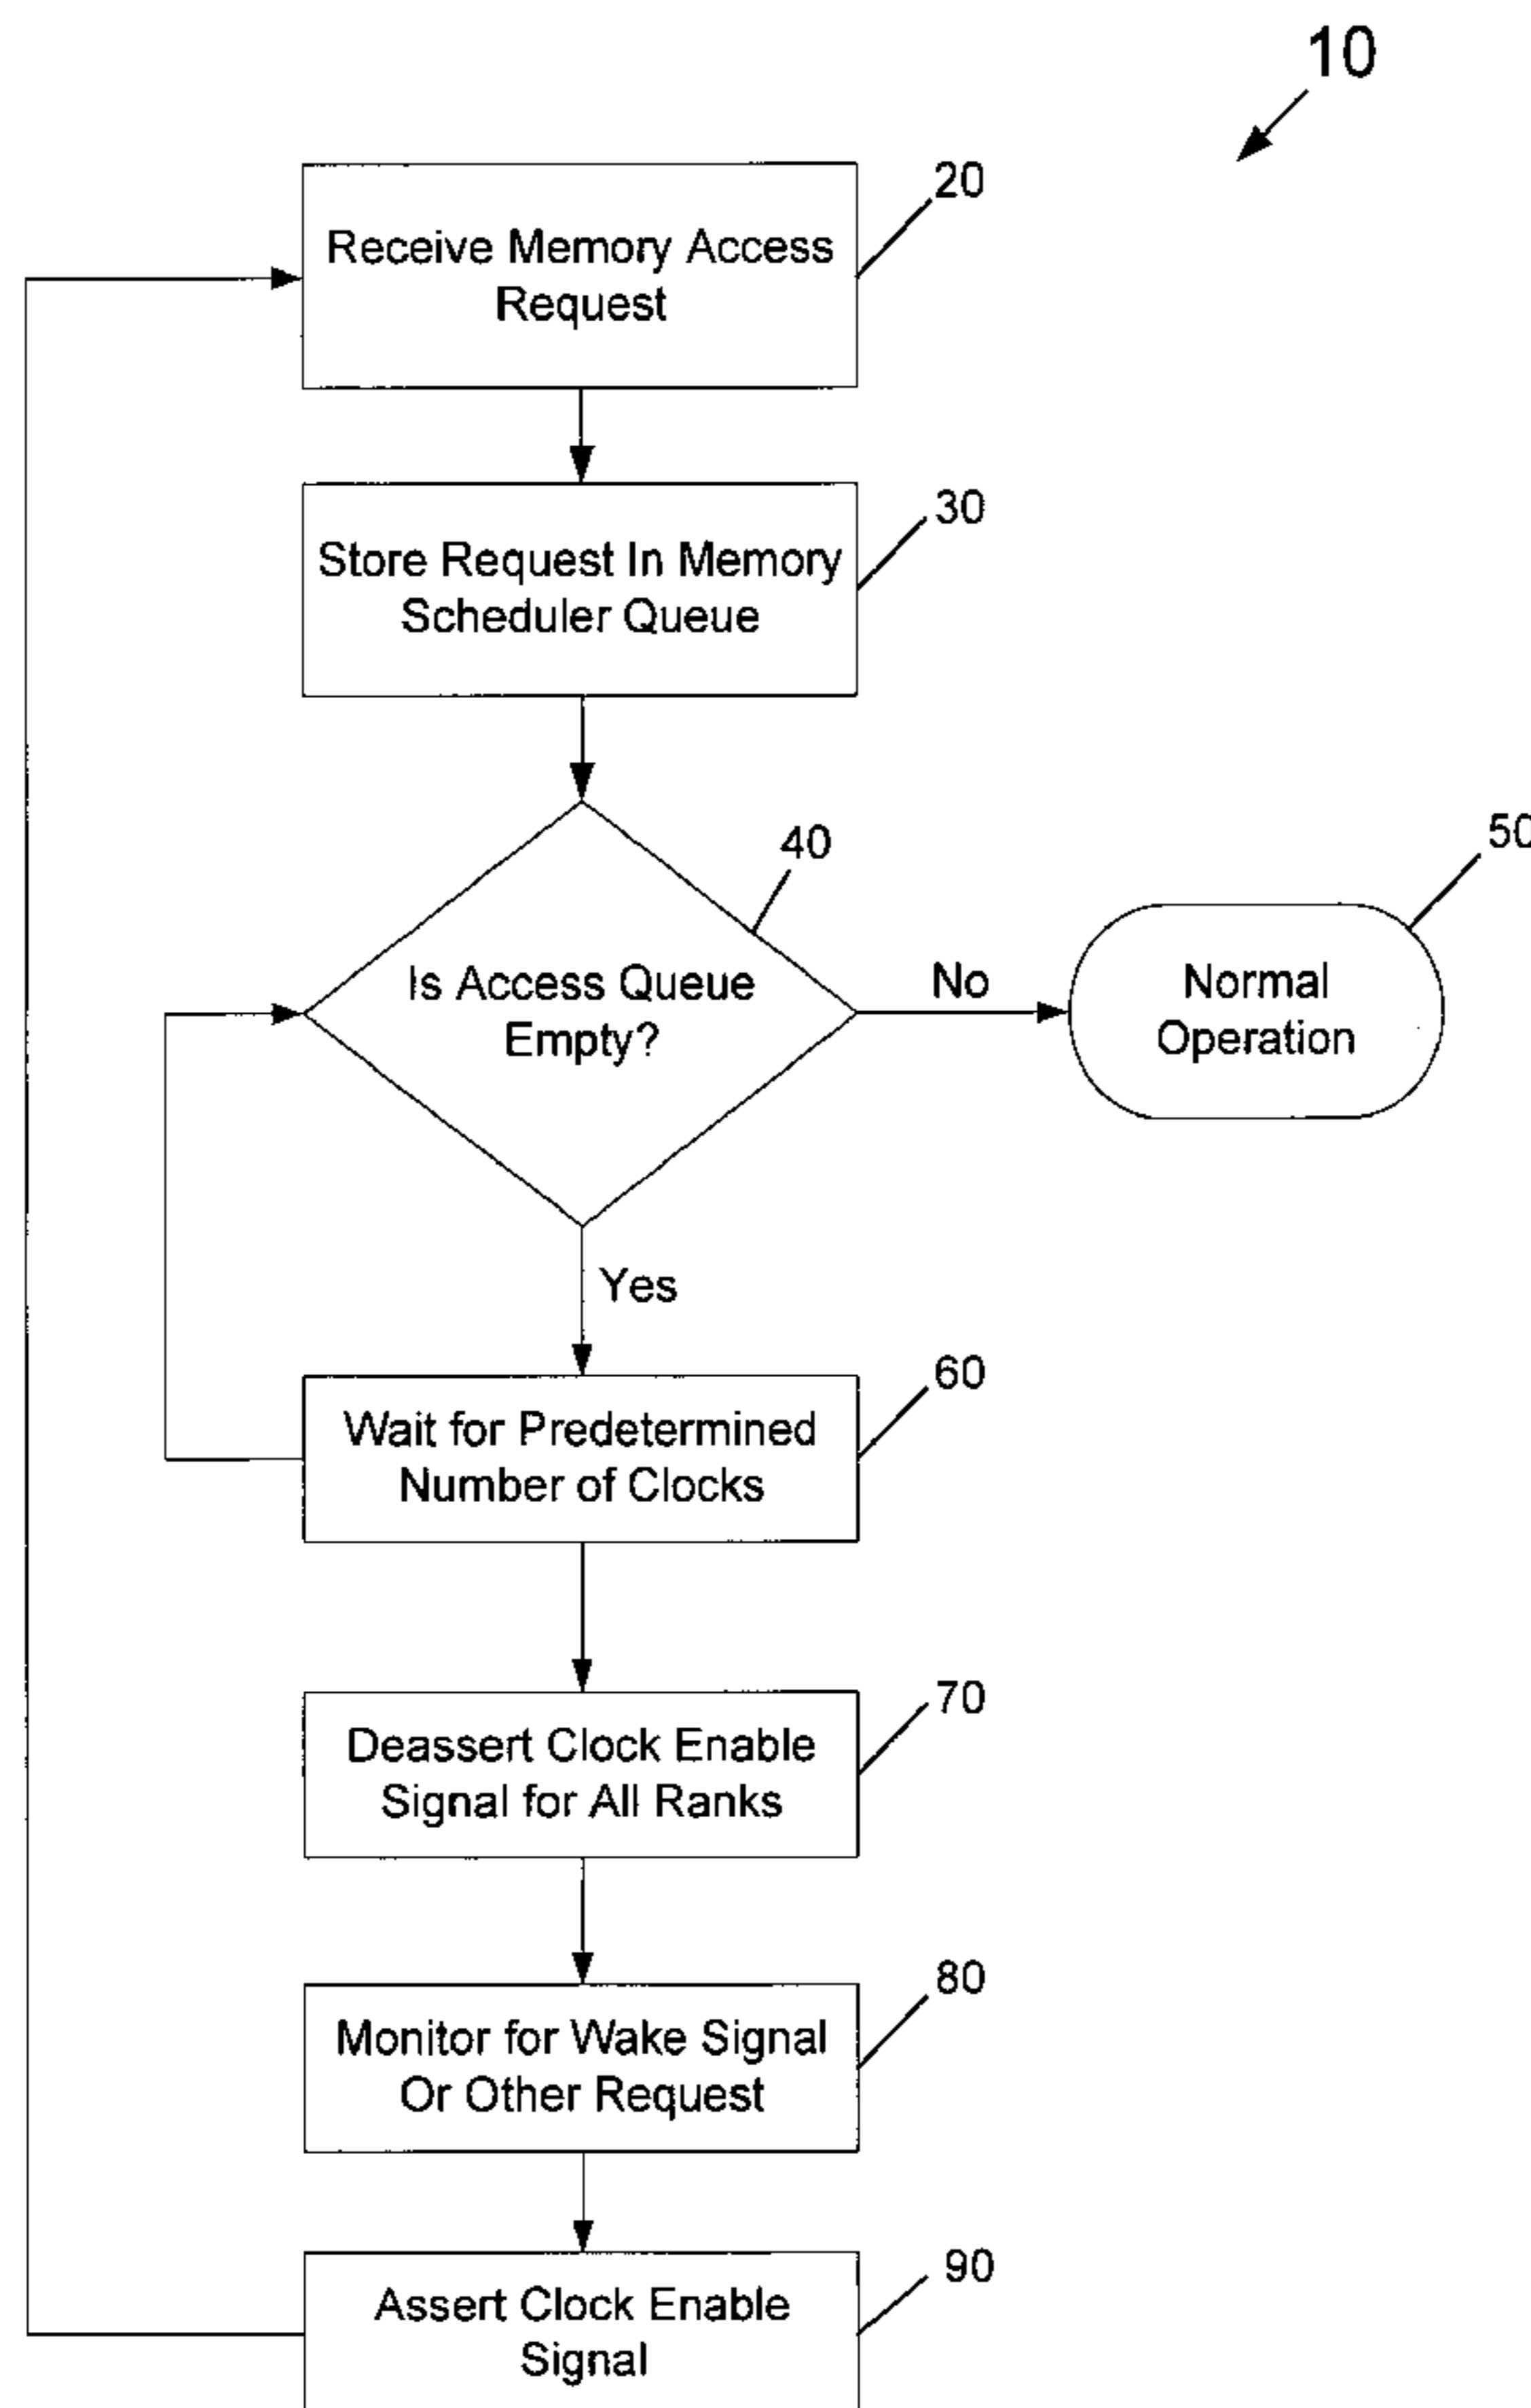 10
20
Receive Memory Access
Request
30
Store Request In Memory
Scheduler Queue
40
50
Is Access Queue
Empty?
No
Normal
Operation
Yes
60
Wait for Predetermined
Number of Clocks
70
Deassert Clock Enable
Signal for All Ranks
80
Monitor for Wake Signal
Or Other Request
90
Assert Clock Enable
Signal